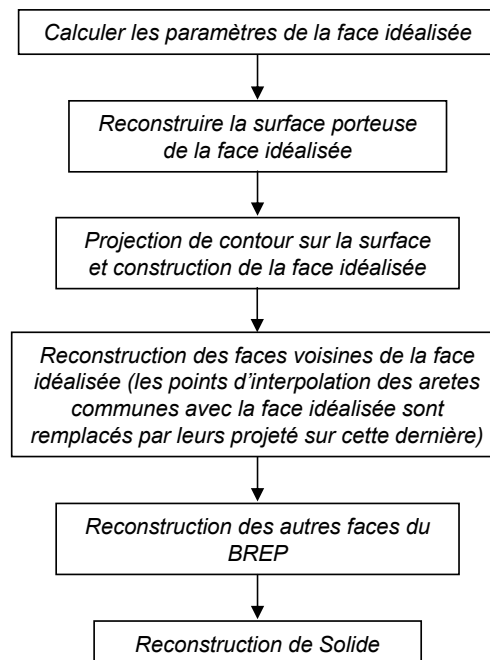 Calculer les paramètres de la face idéalisée
Reconstruire la surface porteuse
de la face idéalisée
Projection de contour sur la surface
et construction de la face idéalisée
Reconstruction des faces voisines de la face
idéalisée (les points d’interpolation des aretes
communes avec la face idéalisée sont
remplacés par leurs projeté sur cette dernière)
Reconstruction des autres faces du
BREP
Reconstruction de Solide